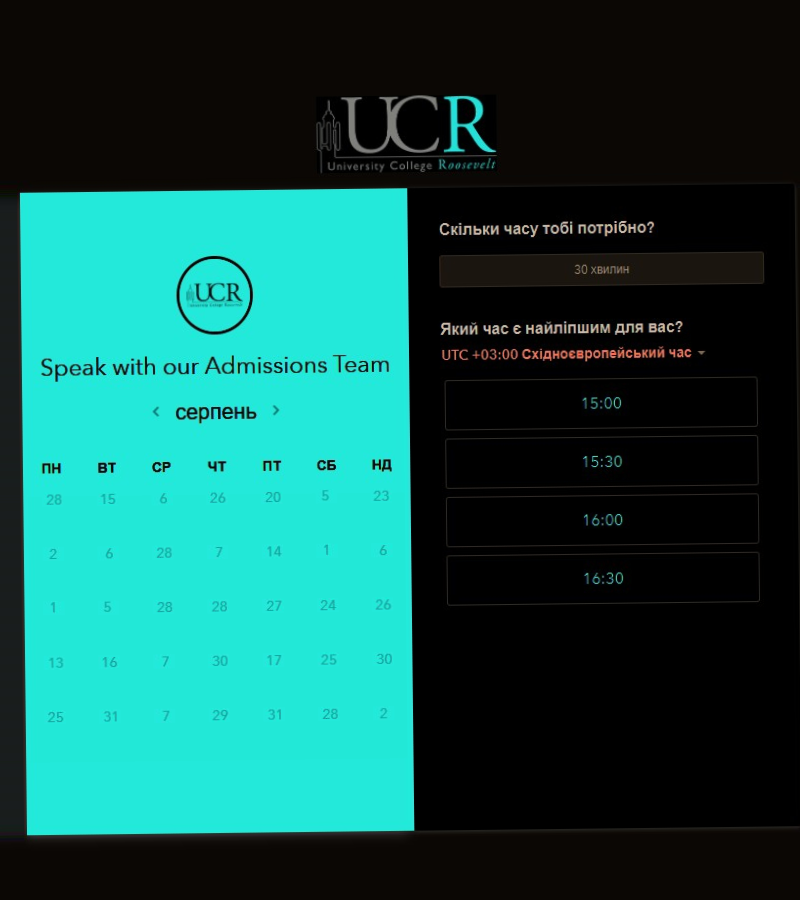 UCR
University College Roosevelt
UCR
University College Roosevelt
Speak with our Admissions Team
серпень
ПН ВТ СР ЧТ ПТ СБ НД
28 15 6 26 20 5 23
2 6 28 7 14 1 6
1 5 28 28 27 24 26
13 16 7 30 17 25 30
25 31 7 29 31 28 2
Скільки часу тобі потрібно?
30 хвилин
Який час є найліпшим для вас?
UTC +03:00 Східноєвропейський час
15:00
15:30
16:00
16:30